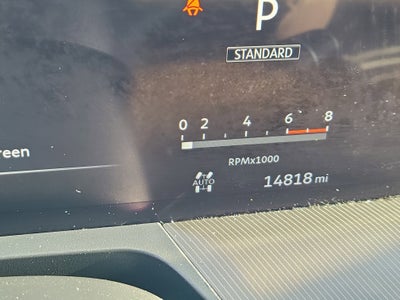 P
STANDARD
0 2 4 6 8
reen
RPMx1000
AUTO
14818 mi